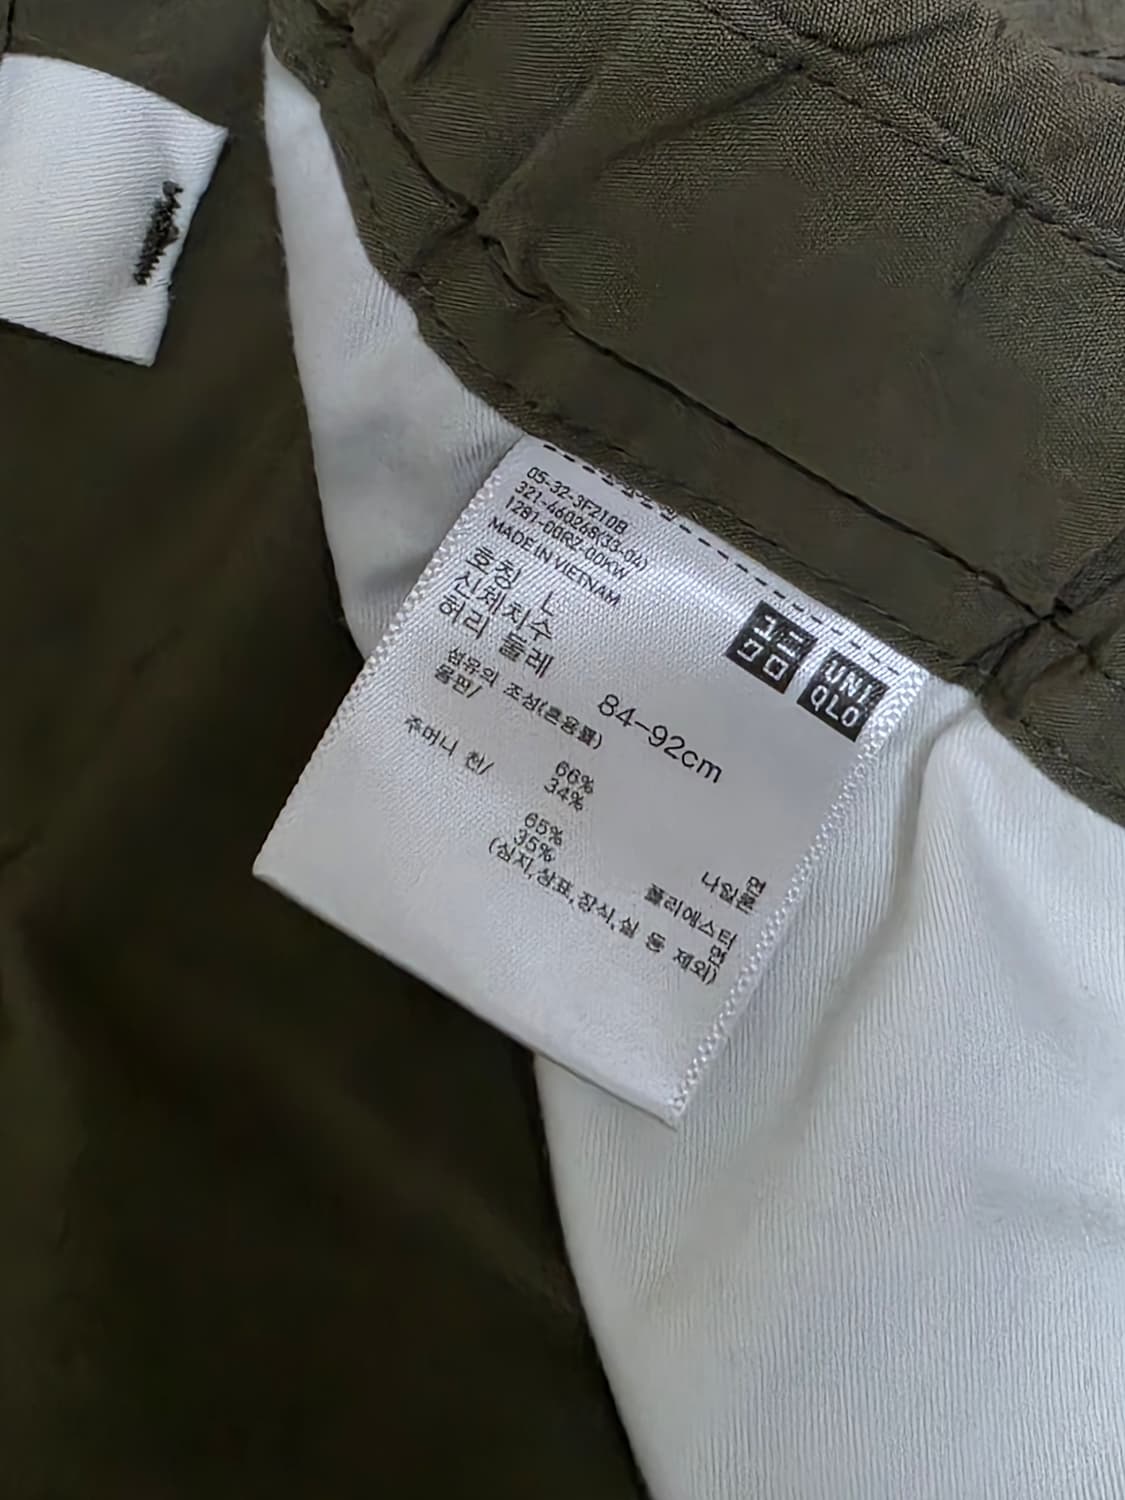 05-32-3FZ10B
321-460268(33-04)
1281-00RZ-00KW
MADE IN VIETNAM
호칭 L
신체치수
허리 둘레 84-92cm
섬유의 조성(혼용률)
몸판/ 66% 면
34% 나일론
주머니 천/ 65% 폴리에스터
35% 면
(심지,상표,장식,실 등 제외)
ユニ
クロ
UNI
QLO